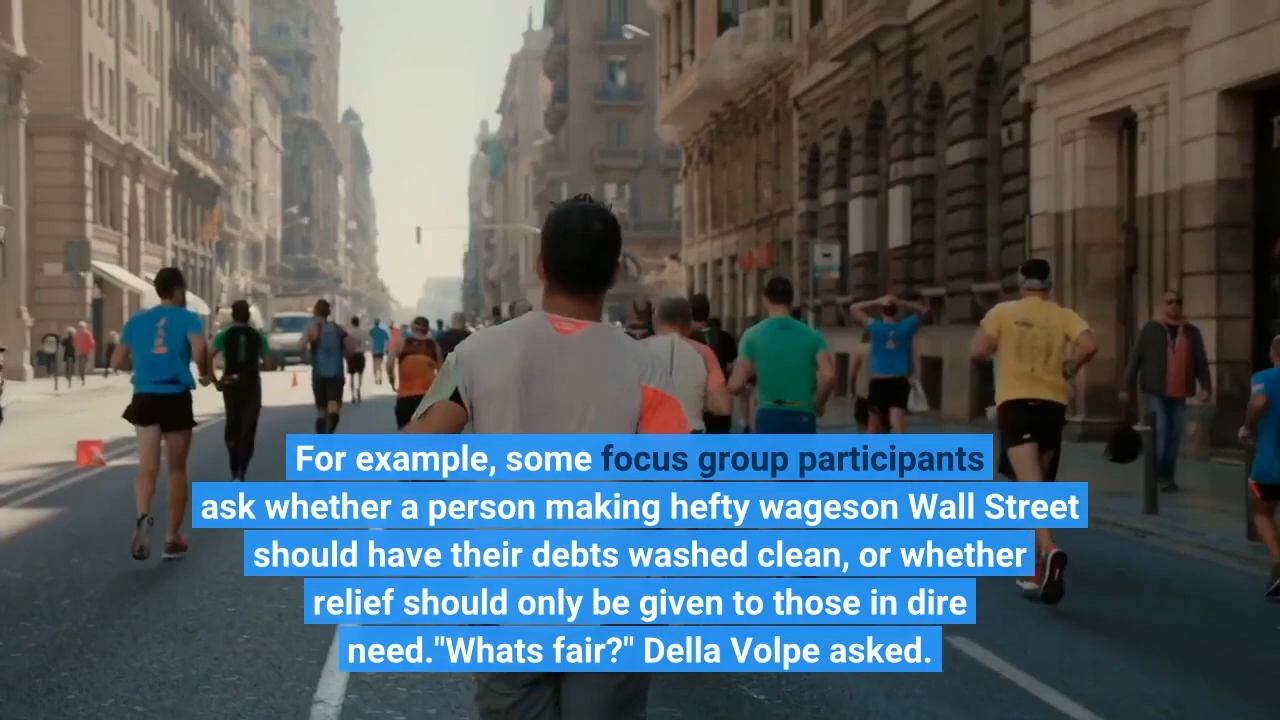 For example, some focus group participants
ask whether a person making hefty wageson Wall Street
should have their debts washed clean, or whether
relief should only be given to those in dire
need."Whats fair?" Della Volpe asked.